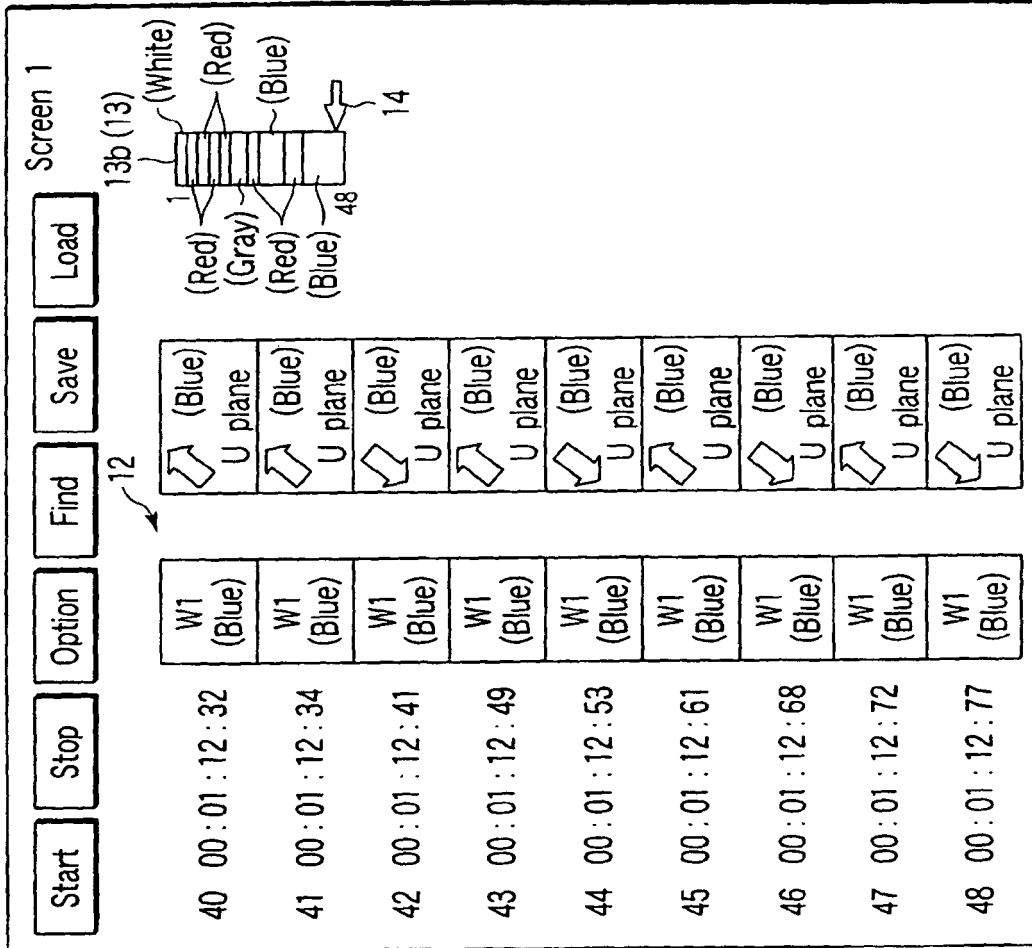 Screen 1
Start Stop Option Find Save Load
12
13b (13)
(White)
1
(Red)
(Red)
(Gray)
(Red)
(Blue)
(Blue)
48
14
40 00:01:12:32 W1 (Blue) (Blue) U plane
41 00:01:12:34 W1 (Blue) (Blue) U plane
42 00:01:12:41 W1 (Blue) (Blue) U plane
43 00:01:12:49 W1 (Blue) (Blue) U plane
44 00:01:12:53 W1 (Blue) (Blue) U plane
45 00:01:12:61 W1 (Blue) (Blue) U plane
46 00:01:12:68 W1 (Blue) (Blue) U plane
47 00:01:12:72 W1 (Blue) (Blue) U plane
48 00:01:12:77 W1 (Blue) (Blue) U plane